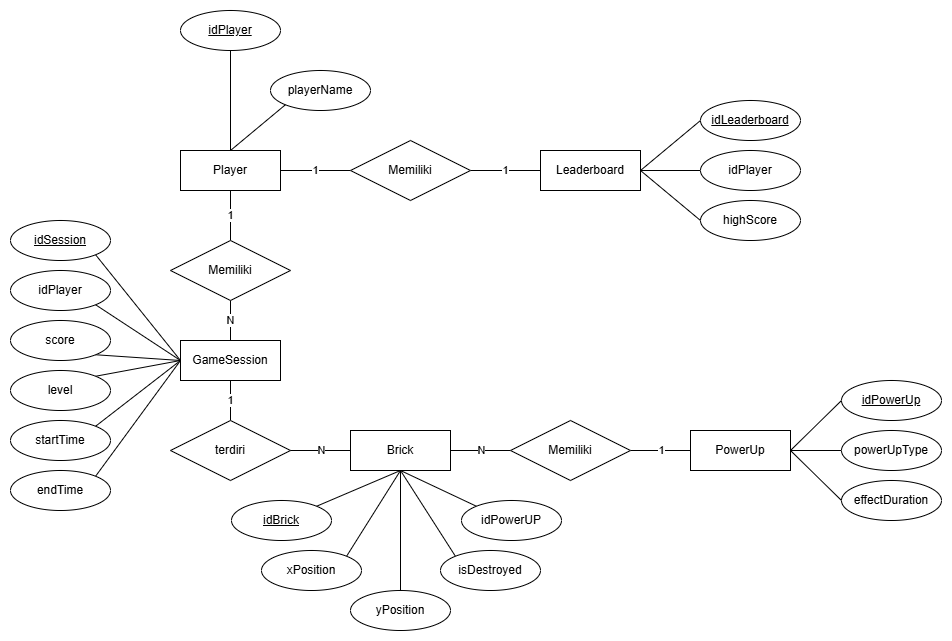 idPlayer
playerName
Player
1
Memiliki
1
Leaderboard
idLeaderboard
idPlayer
highScore
1
Memiliki
N
idSession
idPlayer
score
level
startTime
endTime
GameSession
1
terdiri
N
Brick
N
Memiliki
1
PowerUp
idPowerUp
powerUpType
effectDuration
idBrick
xPosition
yPosition
isDestroyed
idPowerUP